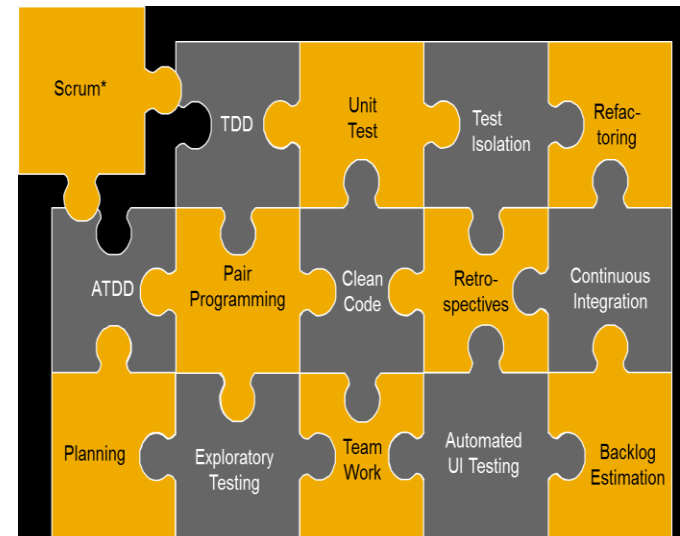 Scrum*
TDD
Unit
Test
Test
Isolation
Refac-
toring
ATDD
Pair
Programming
Clean
Code
Retro-
spectives
Continuous
Integration
Planning
Exploratory
Testing
Team
Work
Automated
UI Testing
Backlog
Estimation